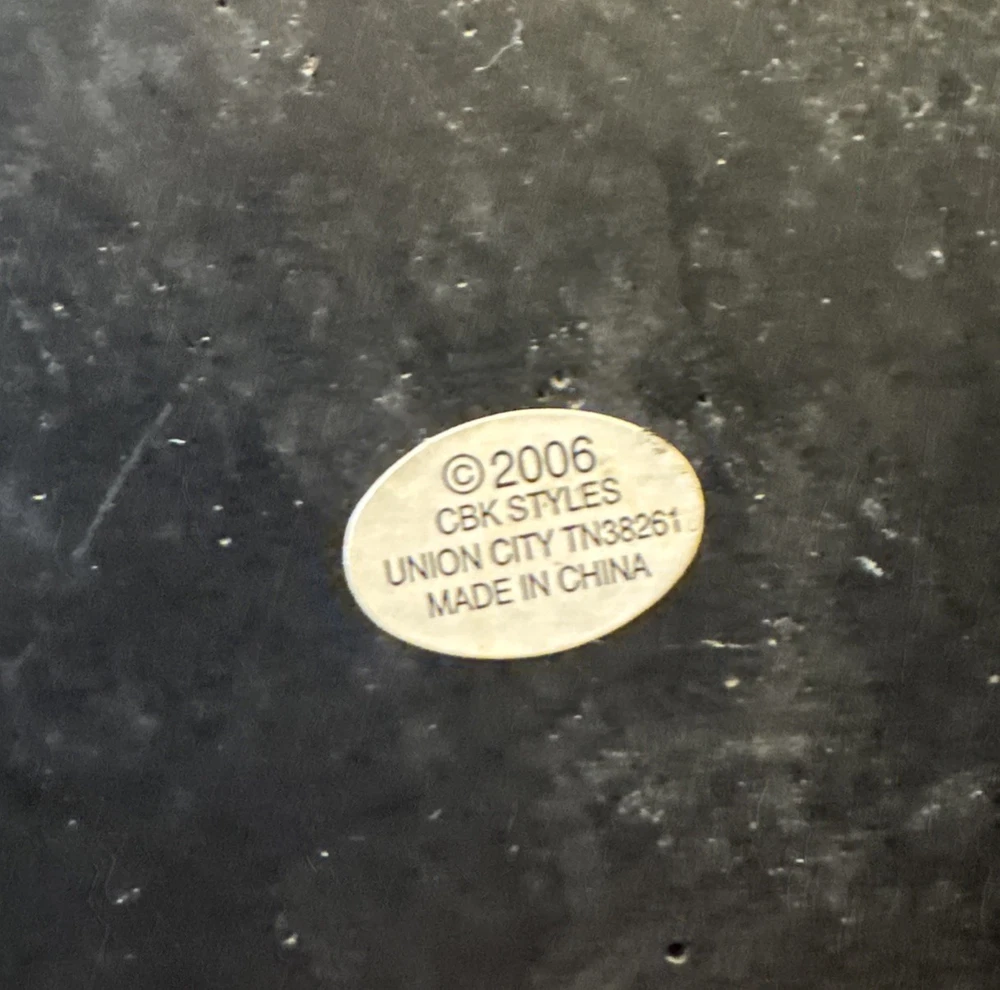 ©2006
CBK STYLES
UNION CITY TN38261
MADE IN CHINA